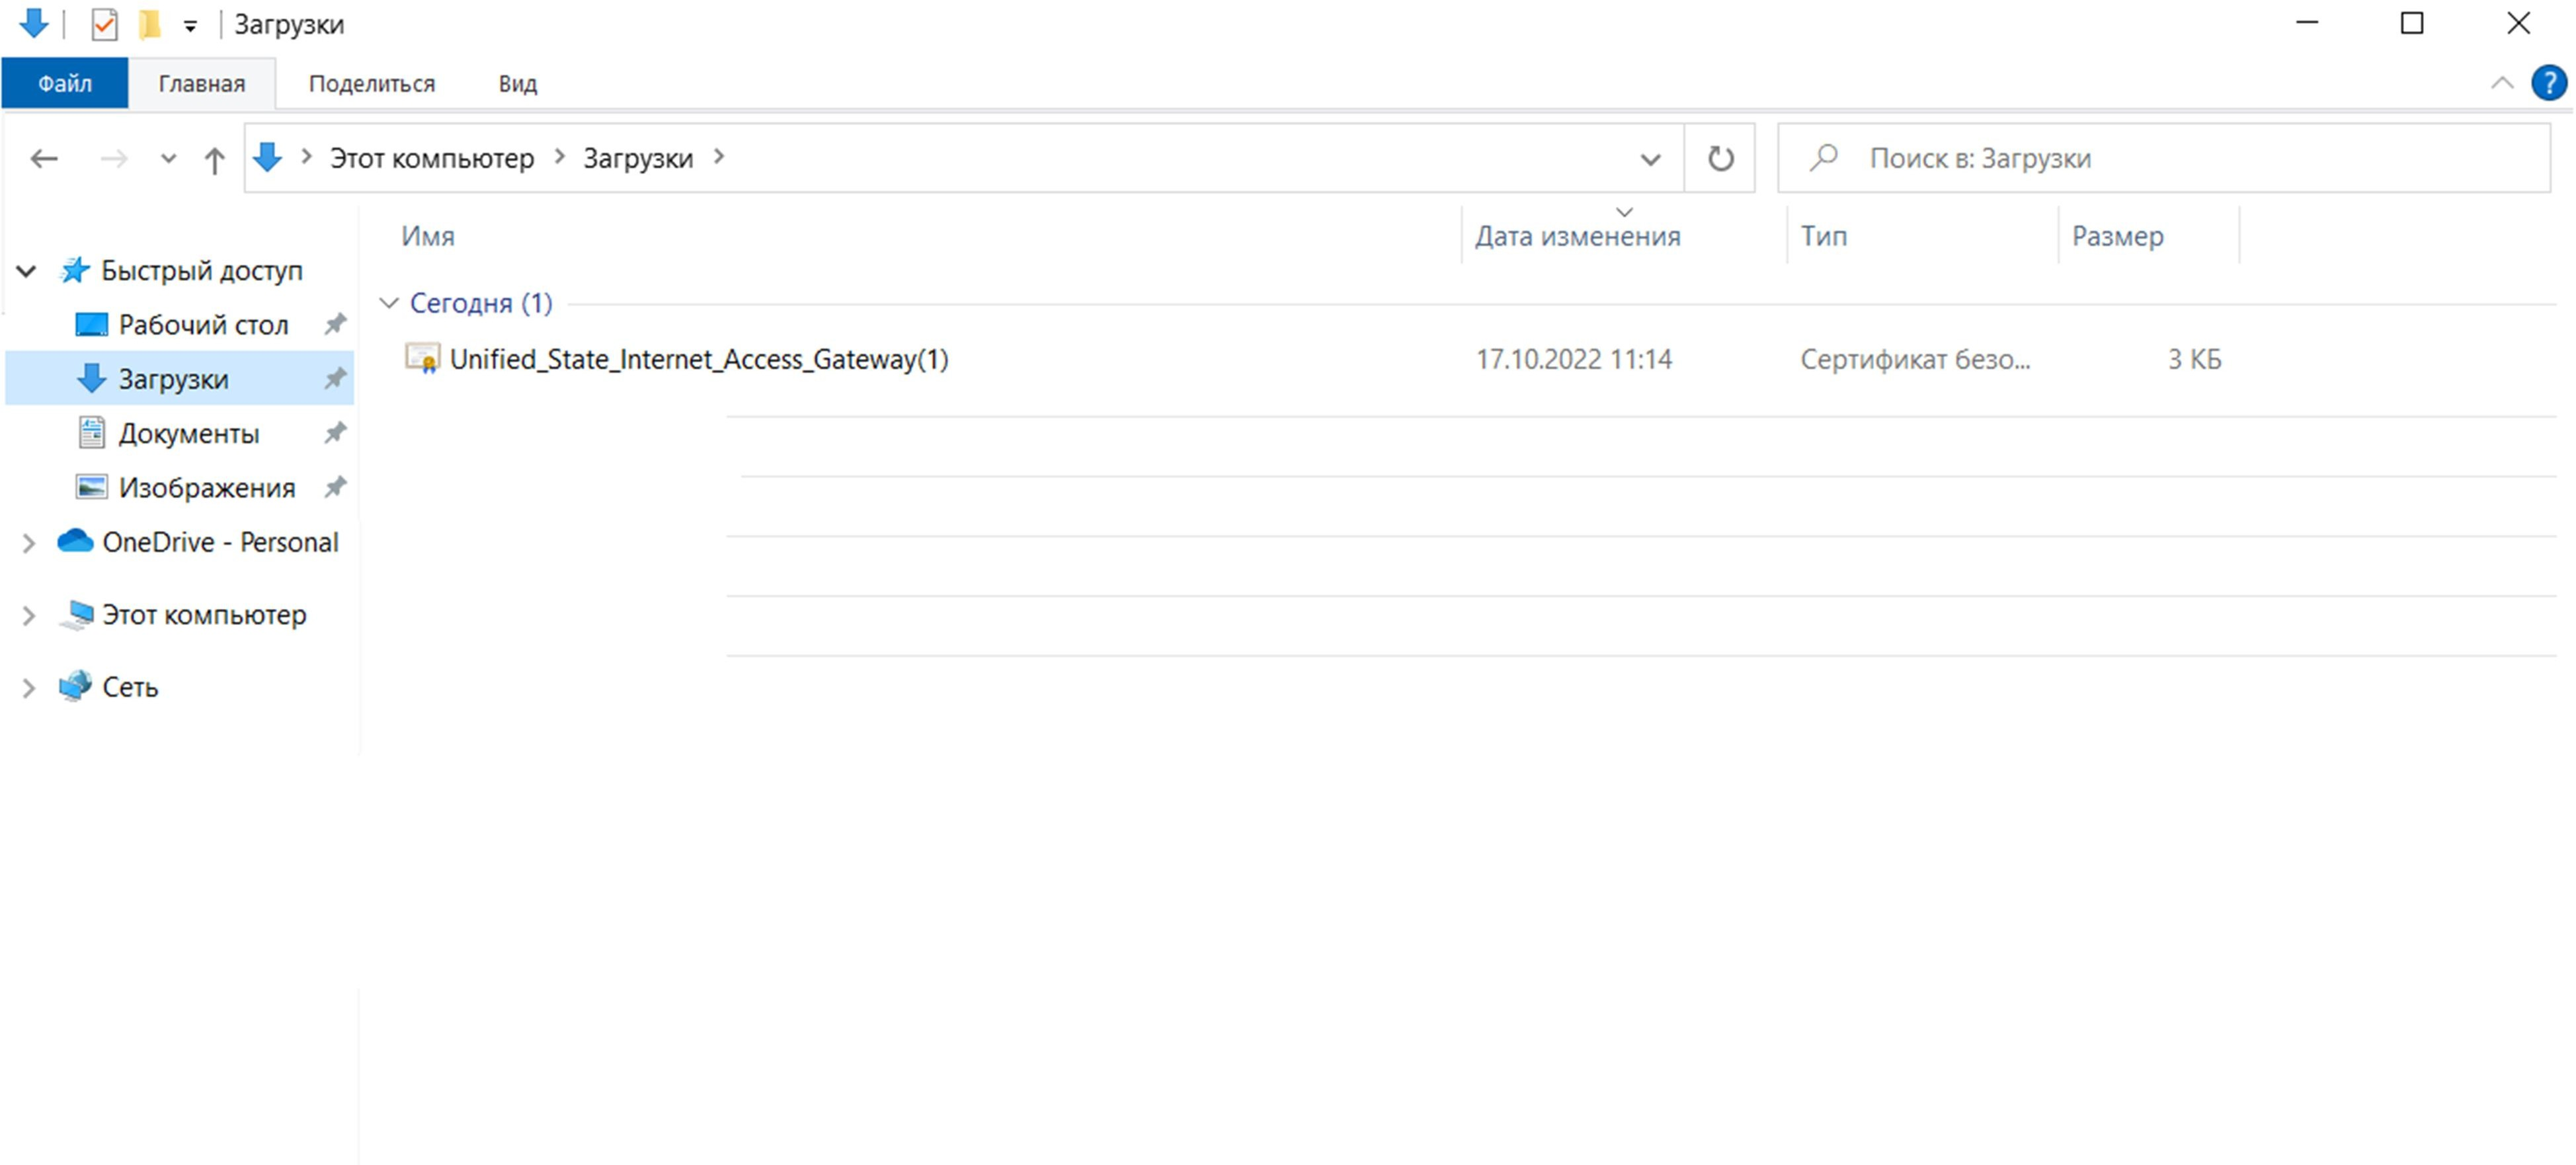 Загрузки
Файл Главная Поделиться Вид
Этот компьютер Загрузки Поиск в: Загрузки
Имя Дата изменения Тип Размер
Быстрый доступ
Сегодня (1)
Рабочий стол
Unified_State_Internet_Access_Gateway(1) 17.10.2022 11:14 Сертификат безо... 3 КБ
Загрузки
Документы
Изображения
OneDrive - Personal
Этот компьютер
Сеть